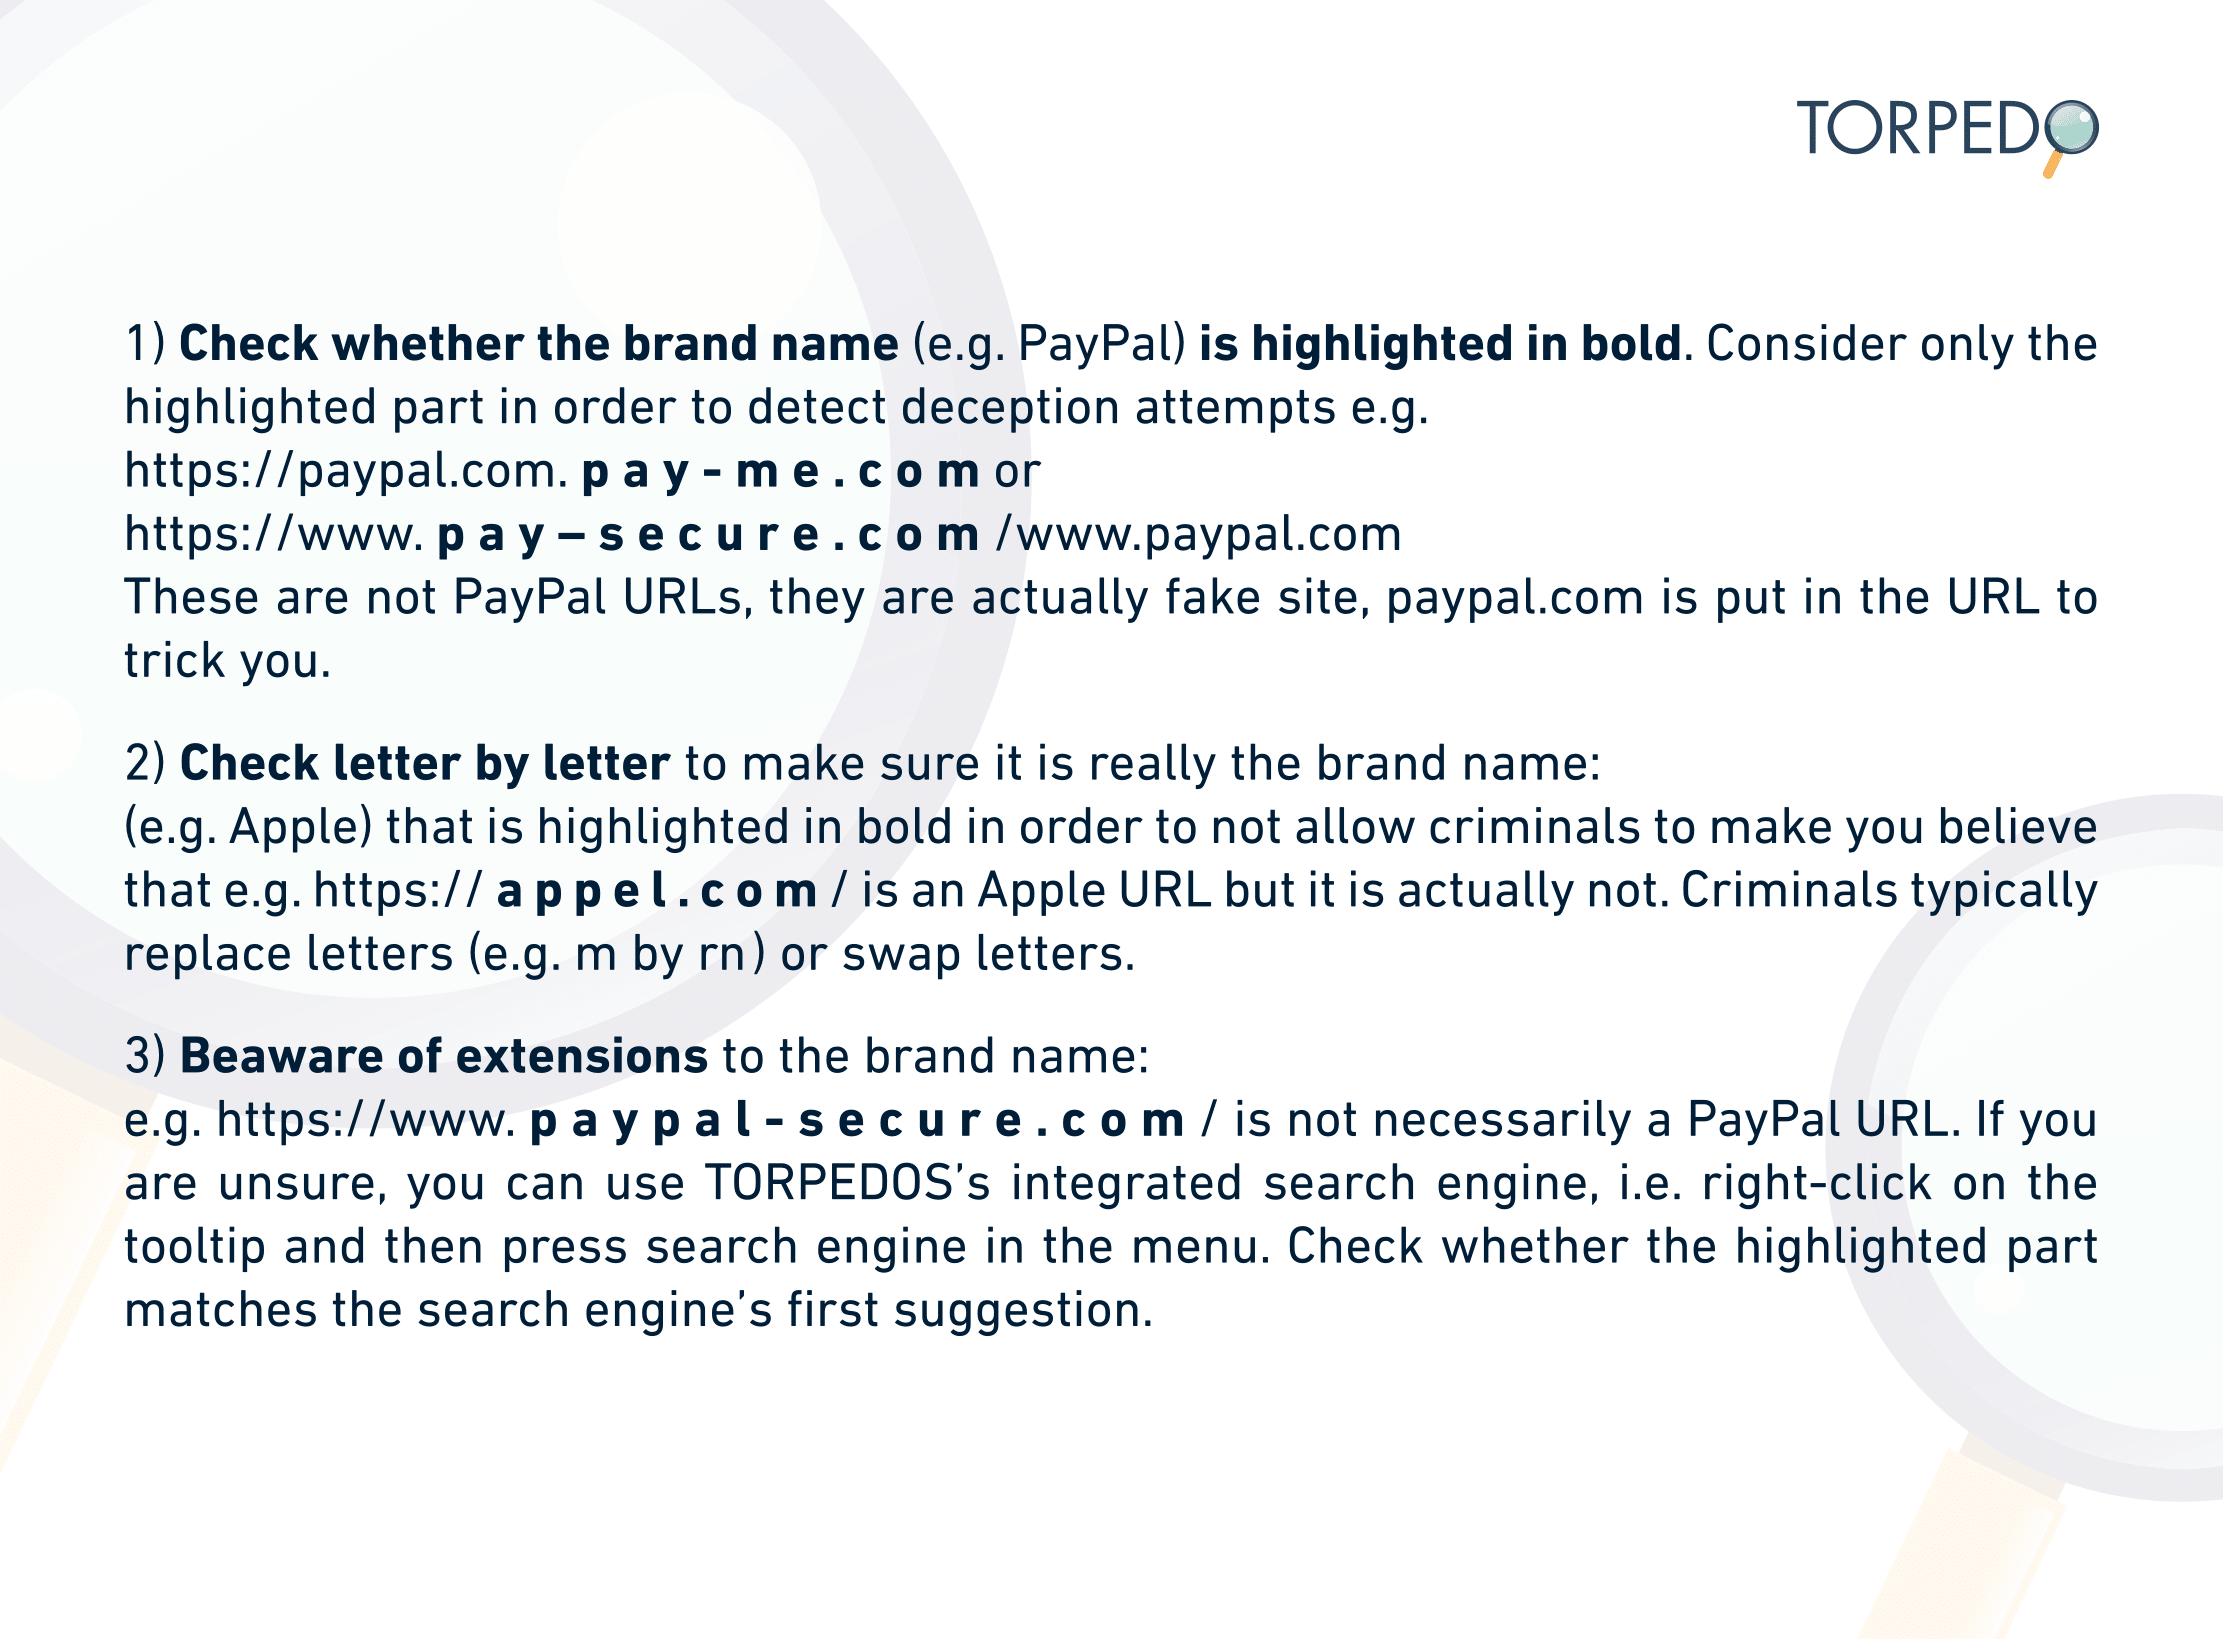 TORPEDO
1) Check whether the brand name (e.g. PayPal) is highlighted in bold. Consider only the
highlighted part in order to detect deception attempts e.g.
https://paypal.com. p a y - m e . c o m or
https://www. p a y – s e c u r e . c o m /www.paypal.com
These are not PayPal URLs, they are actually fake site, paypal.com is put in the URL to
trick you.
2) Check letter by letter to make sure it is really the brand name:
(e.g. Apple) that is highlighted in bold in order to not allow criminals to make you believe
that e.g. https:// a p p e l . c o m / is an Apple URL but it is actually not. Criminals typically
replace letters (e.g. m by rn) or swap letters.
3) Beaware of extensions to the brand name:
e.g. https://www. p a y p a l - s e c u r e . c o m / is not necessarily a PayPal URL. If you
are unsure, you can use TORPEDOS's integrated search engine, i.e. right-click on the
tooltip and then press search engine in the menu. Check whether the highlighted part
matches the search engine's first suggestion.